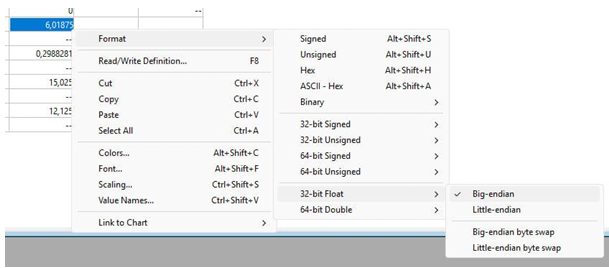 0 --
6,01875
--
0,2988281
--
15,025
--
12,125
--
Format >
Read/Write Definition... F8
Cut Ctrl+X
Copy Ctrl+C
Paste Ctrl+V
Select All Ctrl+A
Colors... Alt+Shift+C
Font... Alt+Shift+F
Scaling... Ctrl+Shift+S
Value Names... Ctrl+Shift+V
Link to Chart >
Signed Alt+Shift+S
Unsigned Alt+Shift+U
Hex Alt+Shift+H
ASCII - Hex Alt+Shift+A
Binary >
32-bit Signed >
32-bit Unsigned >
64-bit Signed >
64-bit Unsigned >
32-bit Float >
64-bit Double >
✓ Big-endian
Little-endian
Big-endian byte swap
Little-endian byte swap